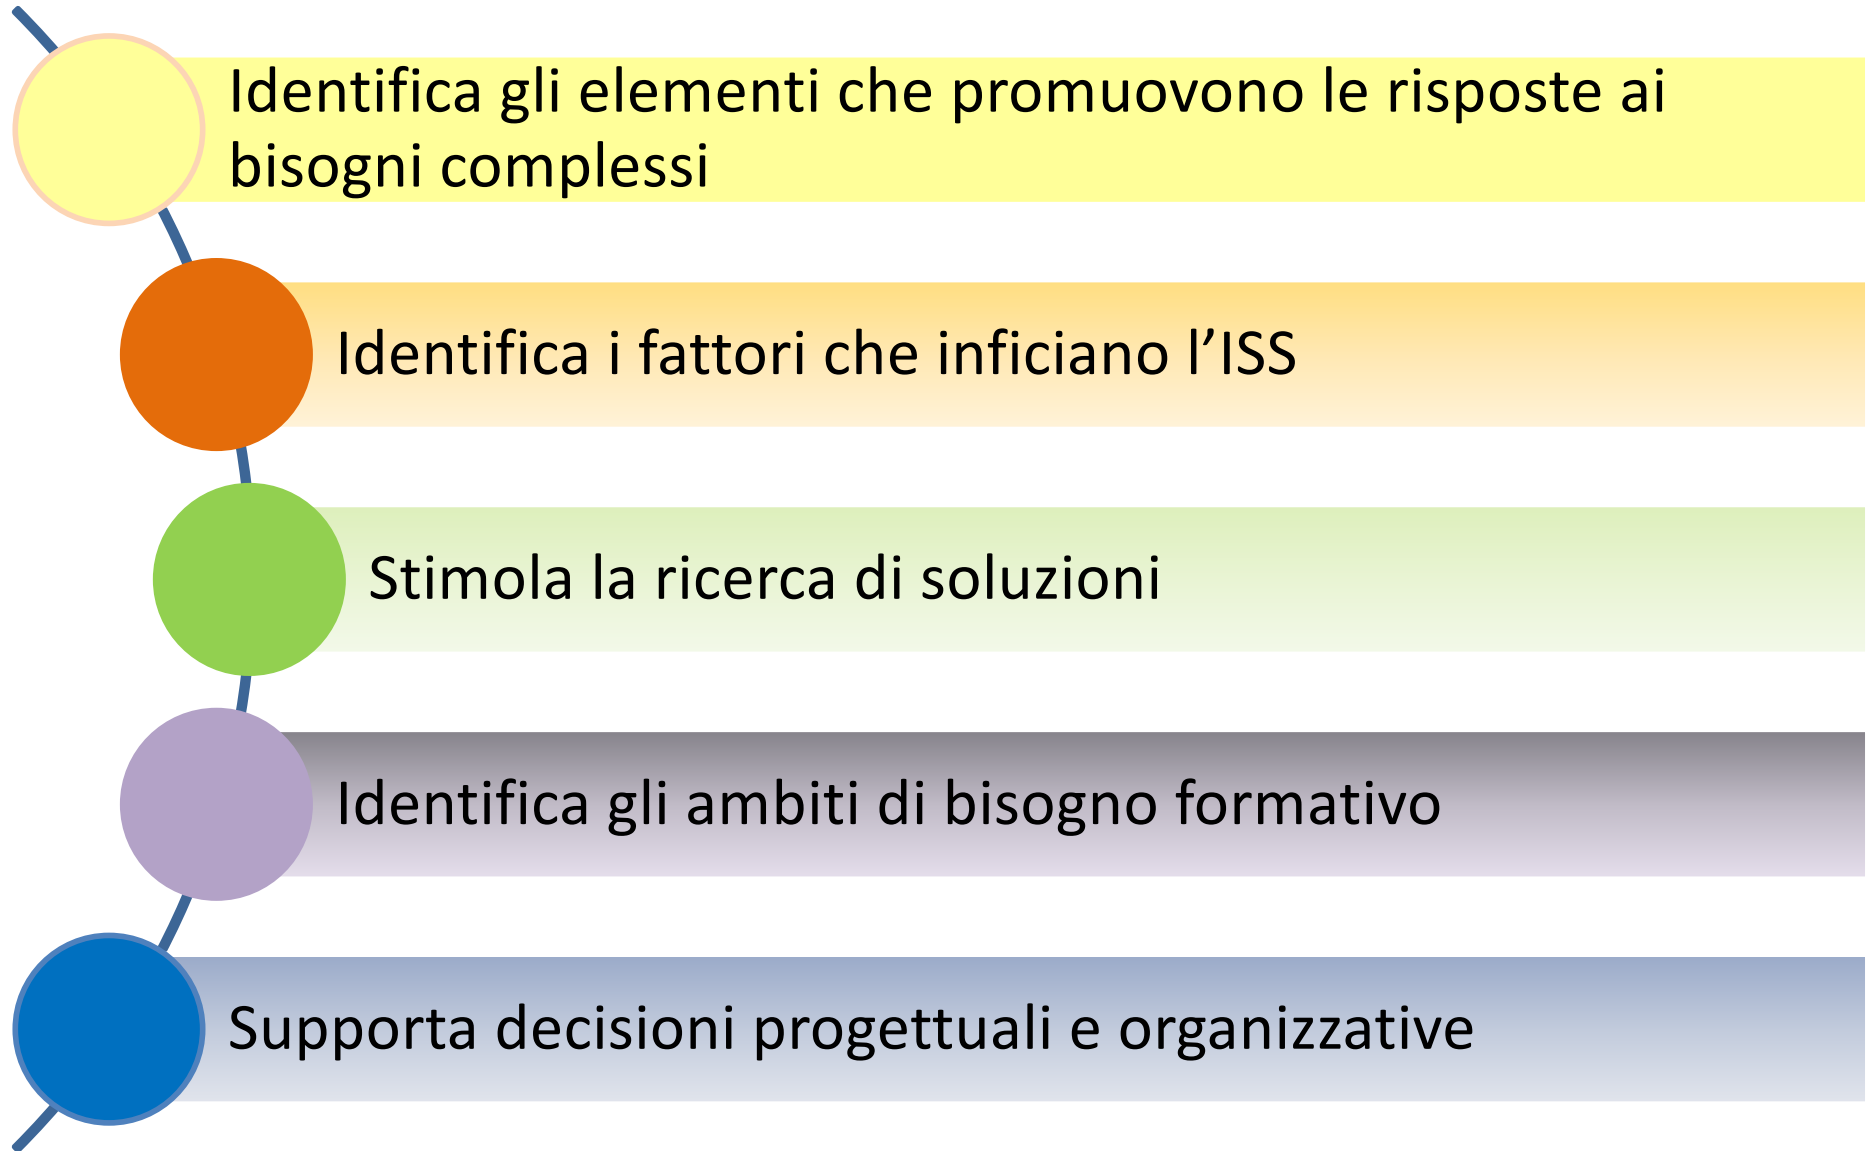 Identifica gli elementi che promuovono le risposte ai
bisogni complessi
Identifica i fattori che inficiano l’ISS
Stimola la ricerca di soluzioni
Identifica gli ambiti di bisogno formativo
Supporta decisioni progettuali e organizzative